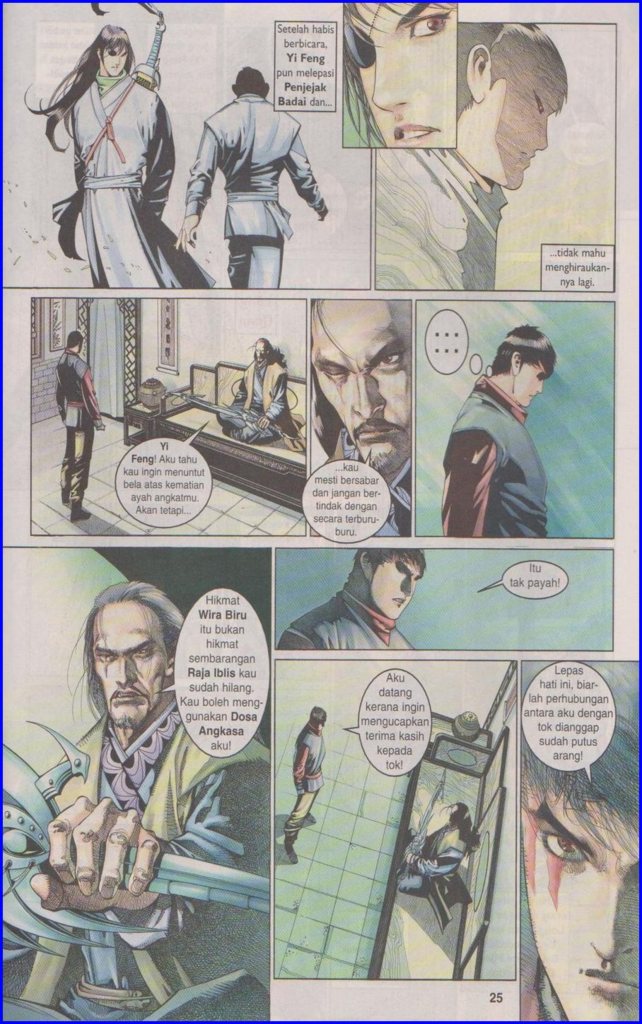 Setelah habis
berbicara,
Yi Feng
pun melepasi
Penjejak
Badai dan...
...tidak mahu
menghiraukan-
nya lagi.
Yi
Feng! Aku tahu
kau ingin menuntut
bela atas kematian
ayah angkatmu.
Akan tetapi...
...kau
mesti bersabar
dan jangan ber-
tindak dengan
secara terburu-
buru.
... ...
Hikmat
Wira Biru
itu bukan
hikmat
sembarangan
Raja Iblis kau
sudah hilang.
Kau boleh meng-
gunakan Dosa
Angkasa
aku!
Itu
tak payah!
Aku
datang
kerana ingin
mengucapkan
terima kasih
kepada
tok!
Lepas
hati ini, biar-
lah perhubungan
antara aku dengan
tok dianggap
sudah putus
arang!
25